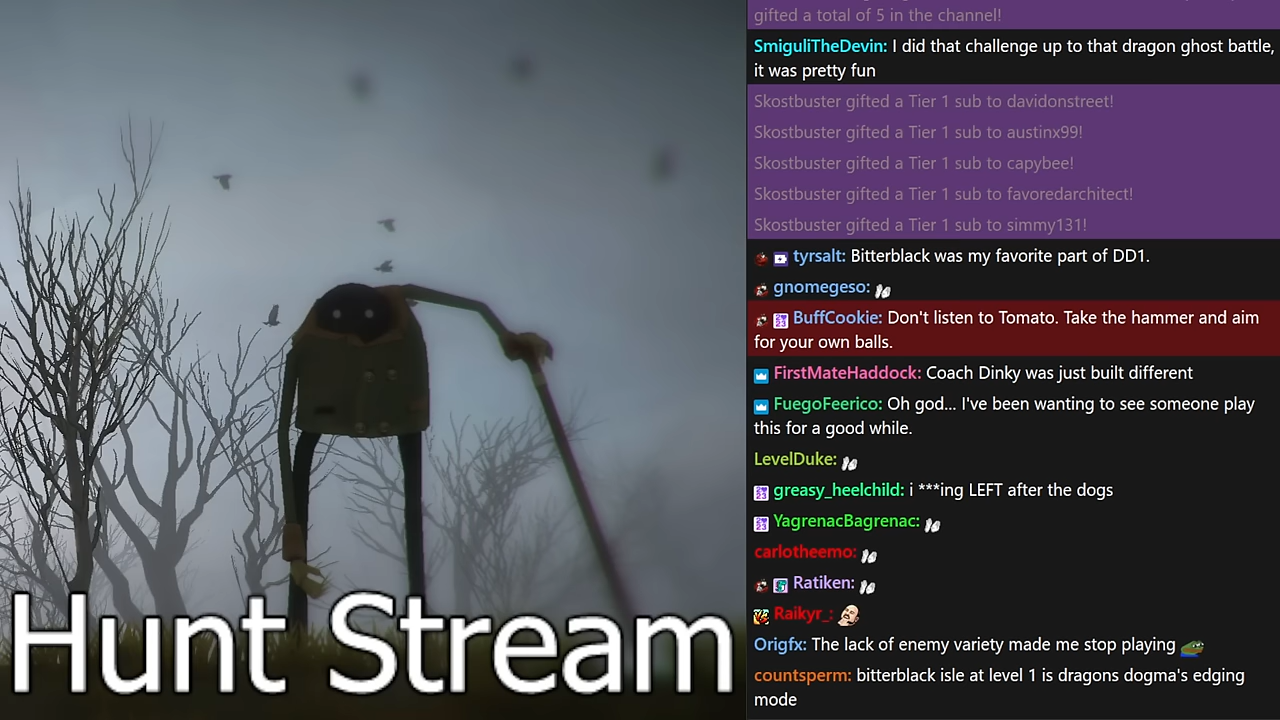 gifted a total of 5 in the channel!
SmiguliTheDevin: I did that challenge up to that dragon ghost battle,
it was pretty fun
Skostbuster gifted a Tier 1 sub to davidonstreet!
Skostbuster gifted a Tier 1 sub to austinx99!
Skostbuster gifted a Tier 1 sub to capybee!
Skostbuster gifted a Tier 1 sub to favoredarchitect!
Skostbuster gifted a Tier 1 sub to simmy131!
tyrsalt: Bitterblack was my favorite part of DD1.
gnomegeso:
BuffCookie: Don't listen to Tomato. Take the hammer and aim
for your own balls.
FirstMateHaddock: Coach Dinky was just built different
FuegoFeerico: Oh god... I've been wanting to see someone play
this for a good while.
LevelDuke:
greasy_heelchild: i ***ing LEFT after the dogs
YagrenacBagrenac:
carlotheemo:
Ratiken:
Raikyr_:
Origfx: The lack of enemy variety made me stop playing
countsperm: bitterblack isle at level 1 is dragons dogma's edging
mode
Hunt Stream